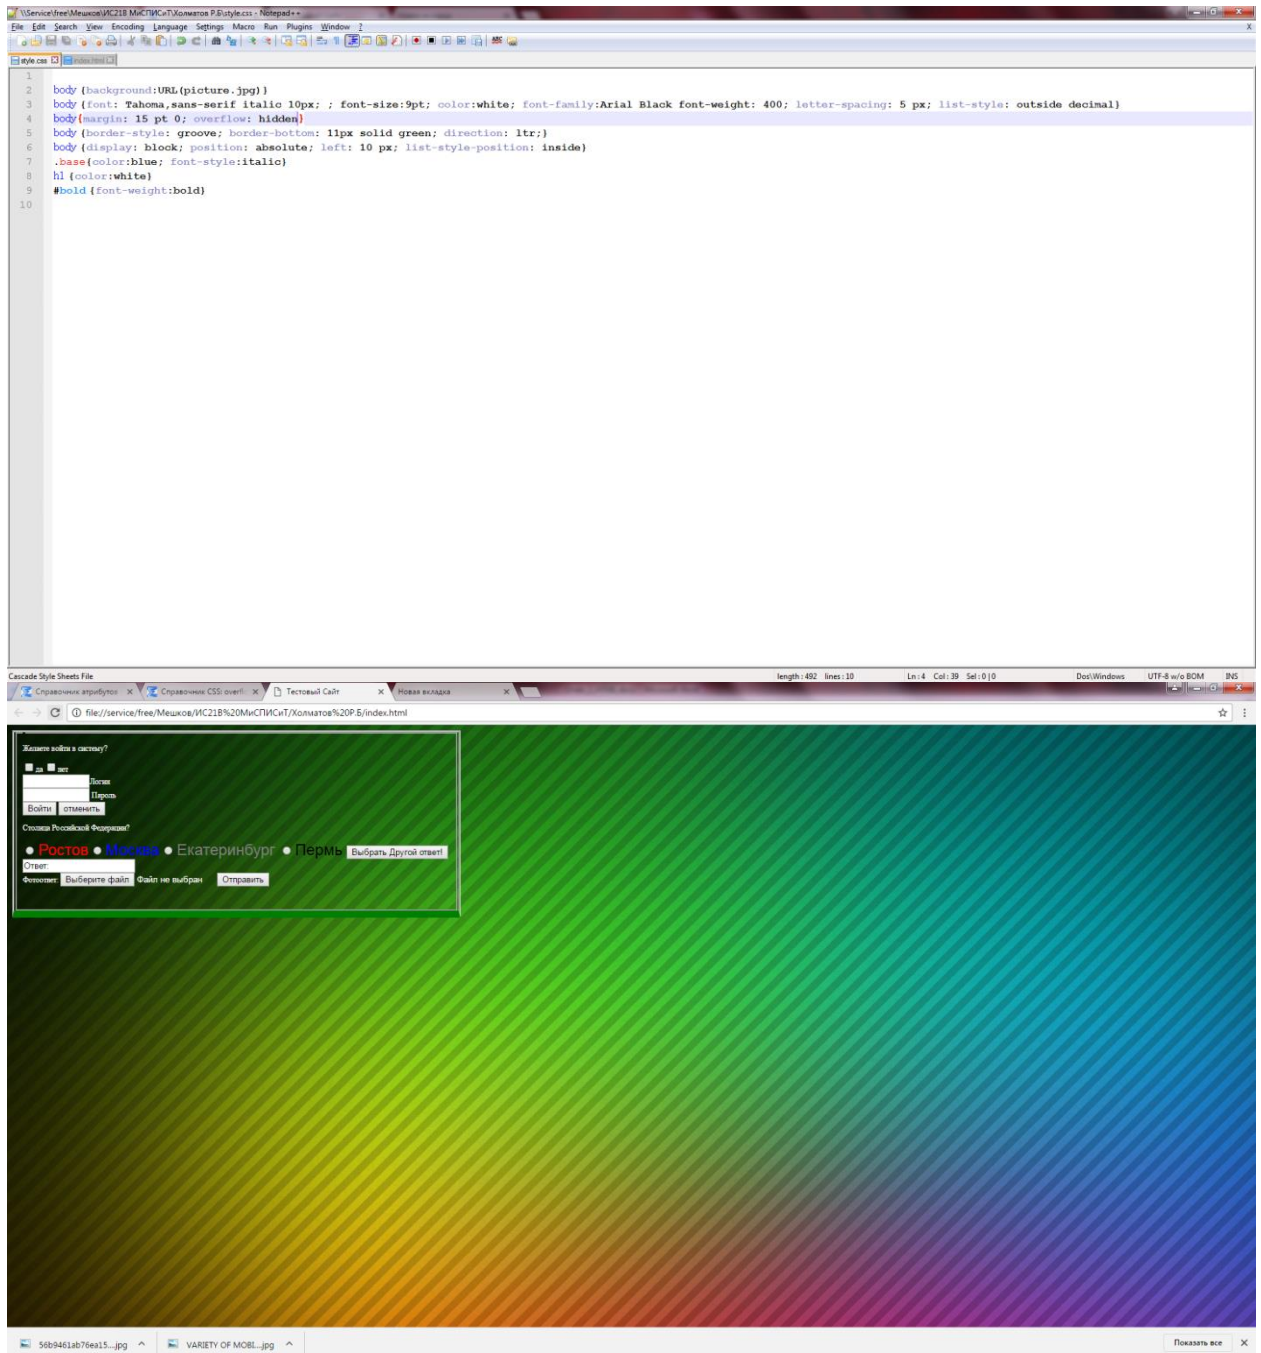 \\Service\free\Мешков\ИС21В МиСПИСиТ\Холматов Р.Б\style.css - Notepad++
File Edit Search View Encoding Language Settings Macro Run Plugins Window ?
X
style.css index.html
1
2 body {background:URL(picture.jpg)}
3 body {font: Tahoma,sans-serif italic 10px; ; font-size:9pt; color:white; font-family:Arial Black font-weight: 400; letter-spacing: 5 px; list-style: outside decimal}
4 body{margin: 15 pt 0; overflow: hidden}
5 body {border-style: groove; border-bottom: 11px solid green; direction: ltr;}
6 body {display: block; position: absolute; left: 10 px; list-style-position: inside}
7 .base{color:blue; font-style:italic}
8 h1 {color:white}
9 #bold {font-weight:bold}
10
Cascade Style Sheets File length : 492 lines : 10 Ln : 4 Col : 39 Sel : 0 | 0 Dos\Windows UTF-8 w/o BOM INS
Справочник атрибутов Справочник CSS: overfl Тестовый Сайт Новая вкладка
file://service/free/Мешков/ИС21В%20МиСПИСиТ/Холматов%20Р.Б/index.html
Желаете войти в систему?
да нет
Логин
Пароль
Войти отменить
Столица Российской Федерации?
Ростов Москва Екатеринбург Пермь Выбрать Другой ответ!
Ответ:
Фотоответ: Выберите файл Файл не выбран Отправить
56b9461ab76ea15....jpg VARIETY OF MOBI....jpg Показать все